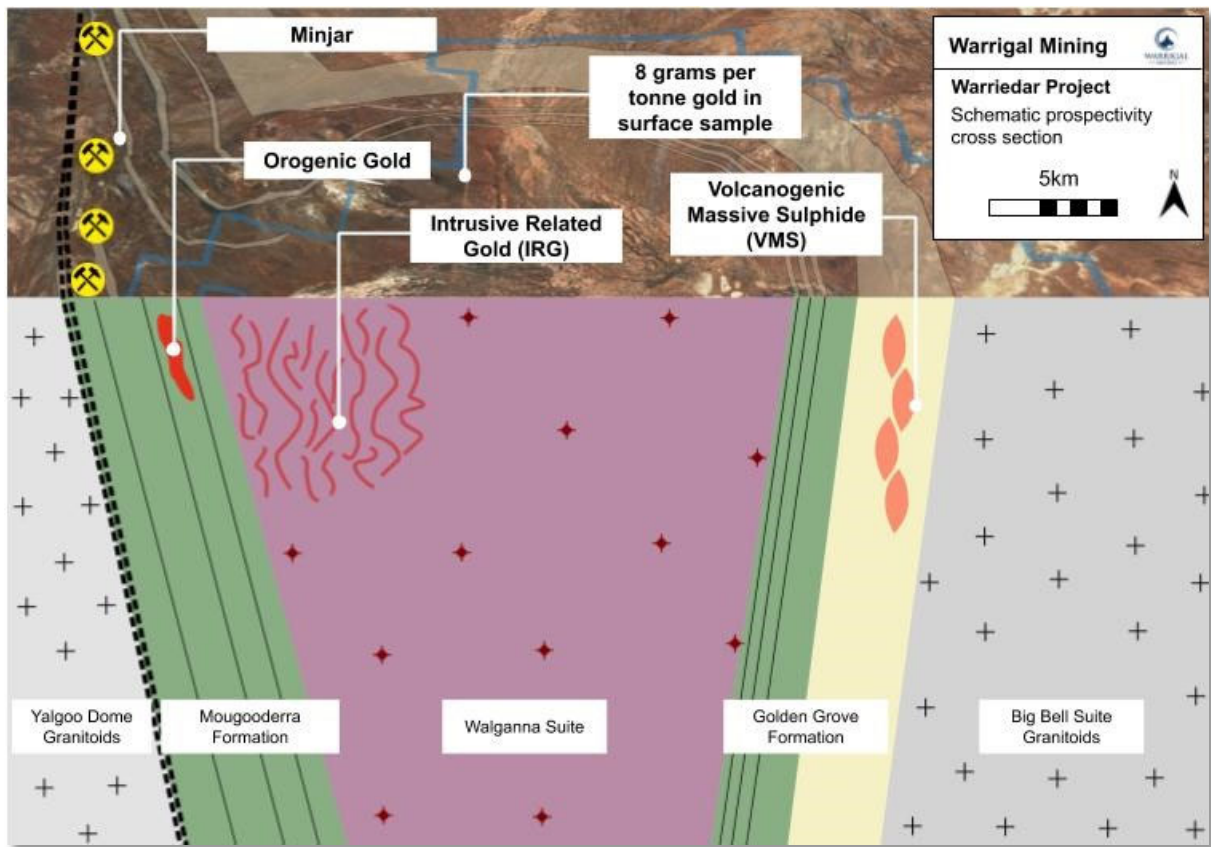 Minjar
8 grams per
tonne gold in
surface sample
Orogenic Gold
Intrusive Related
Gold (IRG)
Volcanogenic
Massive Sulphide
(VMS)
Warrigal Mining
WARRIGAL
Warriedar Project
Schematic prospectivity
cross section
5km
N
Yalgoo Dome
Granitoids
Mougooderra
Formation
Walganna Suite
Golden Grove
Formation
Big Bell Suite
Granitoids